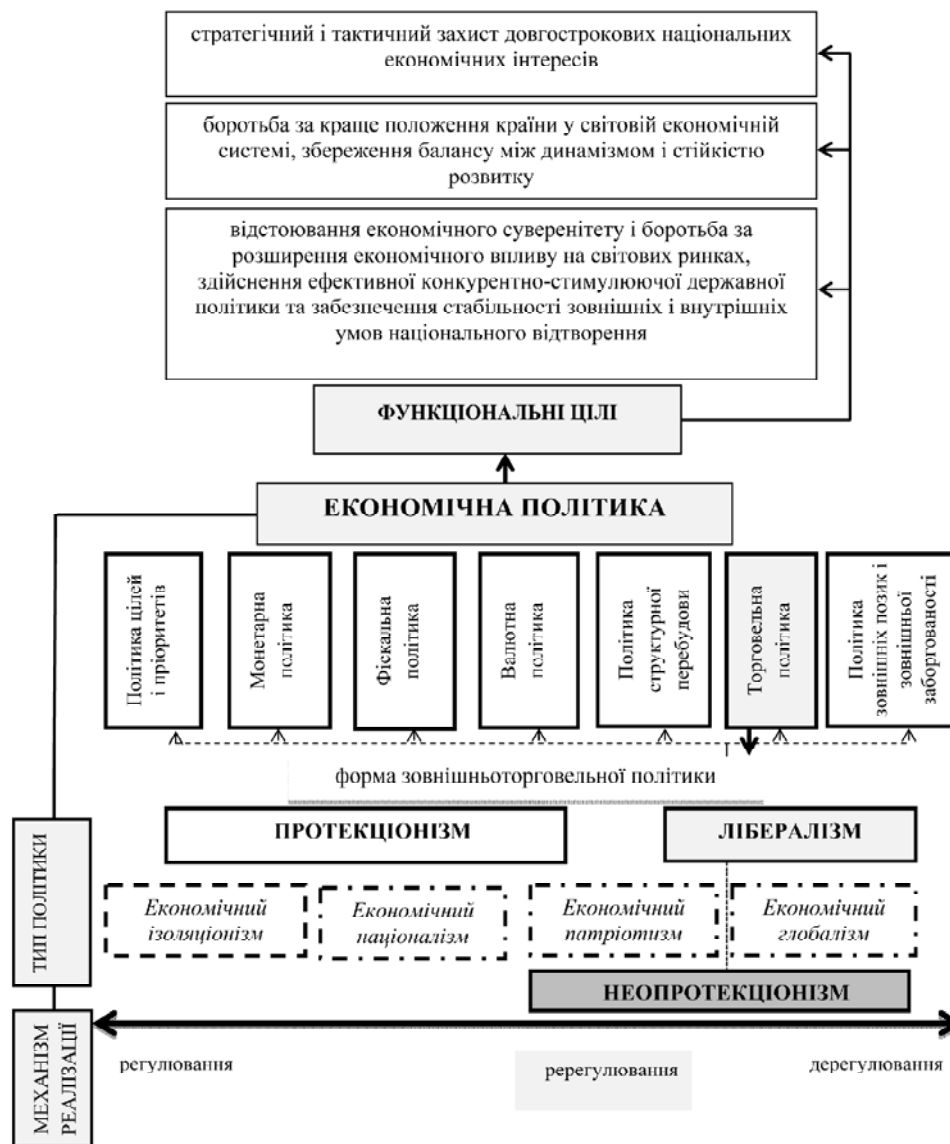 стратегічний і тактичний захист довгострокових національних
економічних інтересів
боротьба за краще положення країни у світовій економічній
системі, збереження балансу між динамізмом і стійкістю
розвитку
відстоювання економічного суверенітету і боротьба за
розширення економічного впливу на світових ринках,
здійснення ефективної конкурентно-стимулюючої державної
політики та забезпечення стабільності зовнішніх і внутрішніх
умов національного відтворення
ФУНКЦІОНАЛЬНІ ЦІЛІ
ЕКОНОМІЧНА ПОЛІТИКА
Політика цілей
і пріоритетів
Монетарна
політика
Фіскальна
політика
Валютна
політика
Політика
структурної
перебудови
Торговельна
політика
Політика
зовнішніх позик і
зовнішньої
заборгованості
форма зовнішньоторговельної політики
ТИП ПОЛІТИКИ
ПРОТЕКЦІОНІЗМ
ЛІБЕРАЛІЗМ
Економічний
ізоляціонізм
Економічний
націоналізм
Економічний
патріотизм
Економічний
глобалізм
НЕОПРОТЕКЦІОНІЗМ
МЕХАНІЗМ
РЕАЛІЗАЦІЇ
регулювання
ререгулювання
дерегулювання